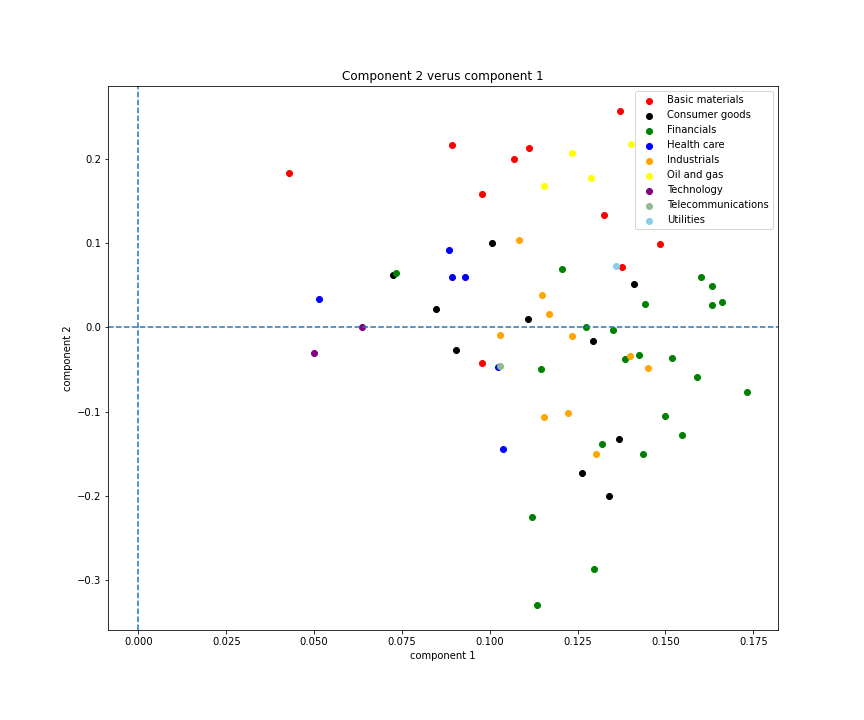 Component 2 verus component 1
Basic materials
Consumer goods
Financials
Health care
Industrials
Oil and gas
Technology
Telecommunications
Utilities
component 2
0.2
0.1
0.0
−0.1
−0.2
−0.3
0.000 0.025 0.050 0.075 0.100 0.125 0.150 0.175
component 1